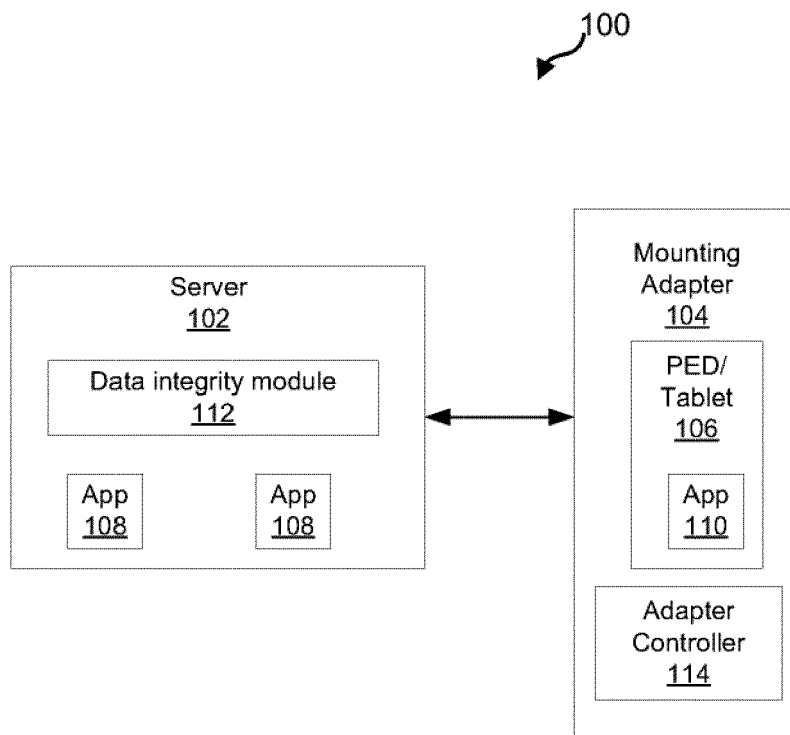 100
Server
102
Data integrity module
112
App
108
App
108
Mounting
Adapter
104
PED/
Tablet
106
App
110
Adapter
Controller
114